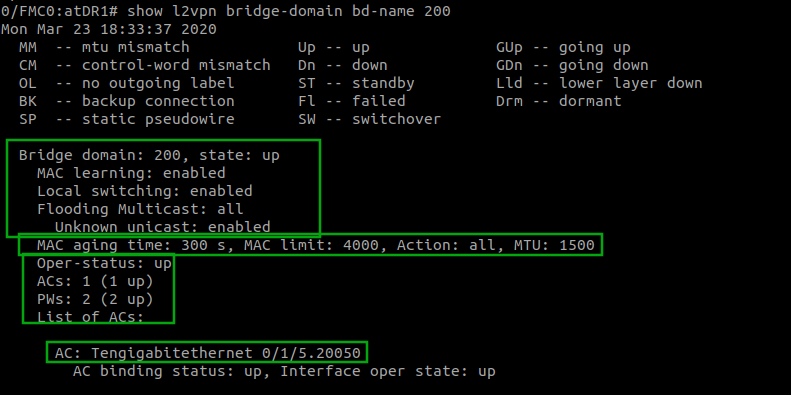 0/FMC0:atDR1# show l2vpn bridge-domain bd-name 200
Mon Mar 23 18:33:37 2020
MM -- mtu mismatch Up -- up GUp -- going up
CM -- control-word mismatch Dn -- down GDn -- going down
OL -- no outgoing label ST -- standby Lld -- lower layer down
BK -- backup connection Fl -- failed Drm -- dormant
SP -- static pseudowire SW -- switchover
Bridge domain: 200, state: up
MAC learning: enabled
Local switching: enabled
Flooding Multicast: all
Unknown unicast: enabled
MAC aging time: 300 s, MAC limit: 4000, Action: all, MTU: 1500
Oper-status: up
ACs: 1 (1 up)
PWs: 2 (2 up)
List of ACs:
AC: Tengigabitethernet 0/1/5.20050
AC binding status: up, Interface oper state: up